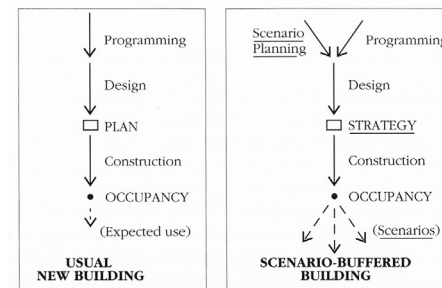 Programming
Design
PLAN
Construction
OCCUPANCY
(Expected use)
USUAL
NEW BUILDING
Scenario
Planning
Programming
Design
STRATEGY
Construction
OCCUPANCY
(Scenarios)
SCENARIO-BUFFERED
BUILDING